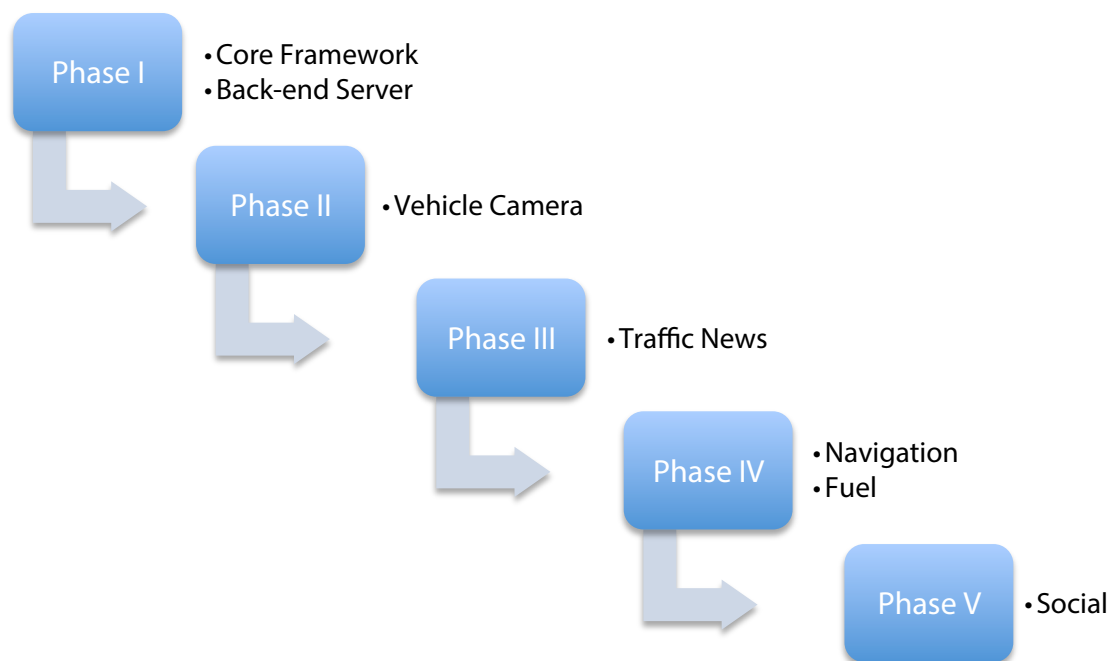 Phase I
• Core Framework
• Back-end Server
Phase II
• Vehicle Camera
Phase III
• Traffic News
Phase IV
• Navigation
• Fuel
Phase V
• Social